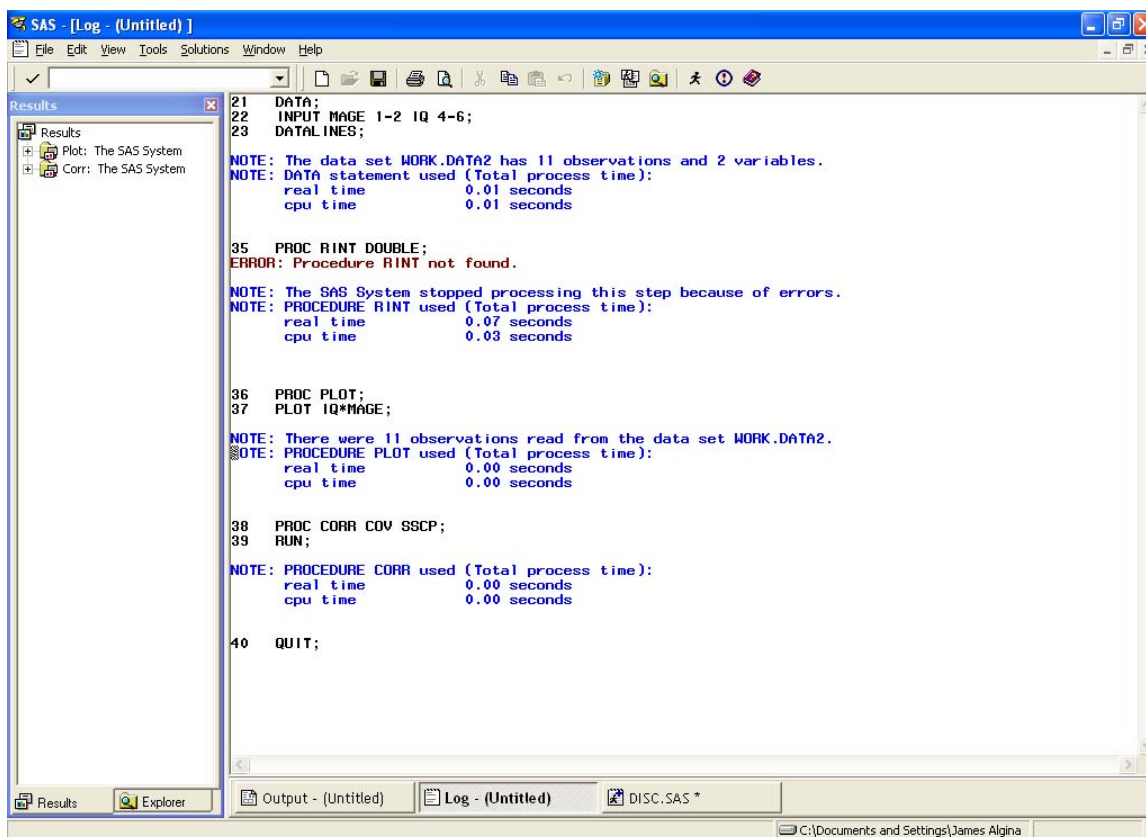 SAS - [Log - (Untitled) ]
File Edit View Tools Solutions Window Help
Results
Results
Plot: The SAS System
Corr: The SAS System
21 DATA;
22 INPUT MAGE 1-2 IQ 4-6;
23 DATALINES;
NOTE: The data set WORK.DATA2 has 11 observations and 2 variables.
NOTE: DATA statement used (Total process time):
real time 0.01 seconds
cpu time 0.01 seconds
35 PROC RINT DOUBLE;
ERROR: Procedure RINT not found.
NOTE: The SAS System stopped processing this step because of errors.
NOTE: PROCEDURE RINT used (Total process time):
real time 0.07 seconds
cpu time 0.03 seconds
36 PROC PLOT;
37 PLOT IQ*MAGE;
NOTE: There were 11 observations read from the data set WORK.DATA2.
NOTE: PROCEDURE PLOT used (Total process time):
real time 0.00 seconds
cpu time 0.00 seconds
38 PROC CORR COV SSCP;
39 RUN;
NOTE: PROCEDURE CORR used (Total process time):
real time 0.00 seconds
cpu time 0.00 seconds
40 QUIT;
Results Explorer
Output - (Untitled) Log - (Untitled) DISC.SAS *
C:\Documents and Settings\James Algina